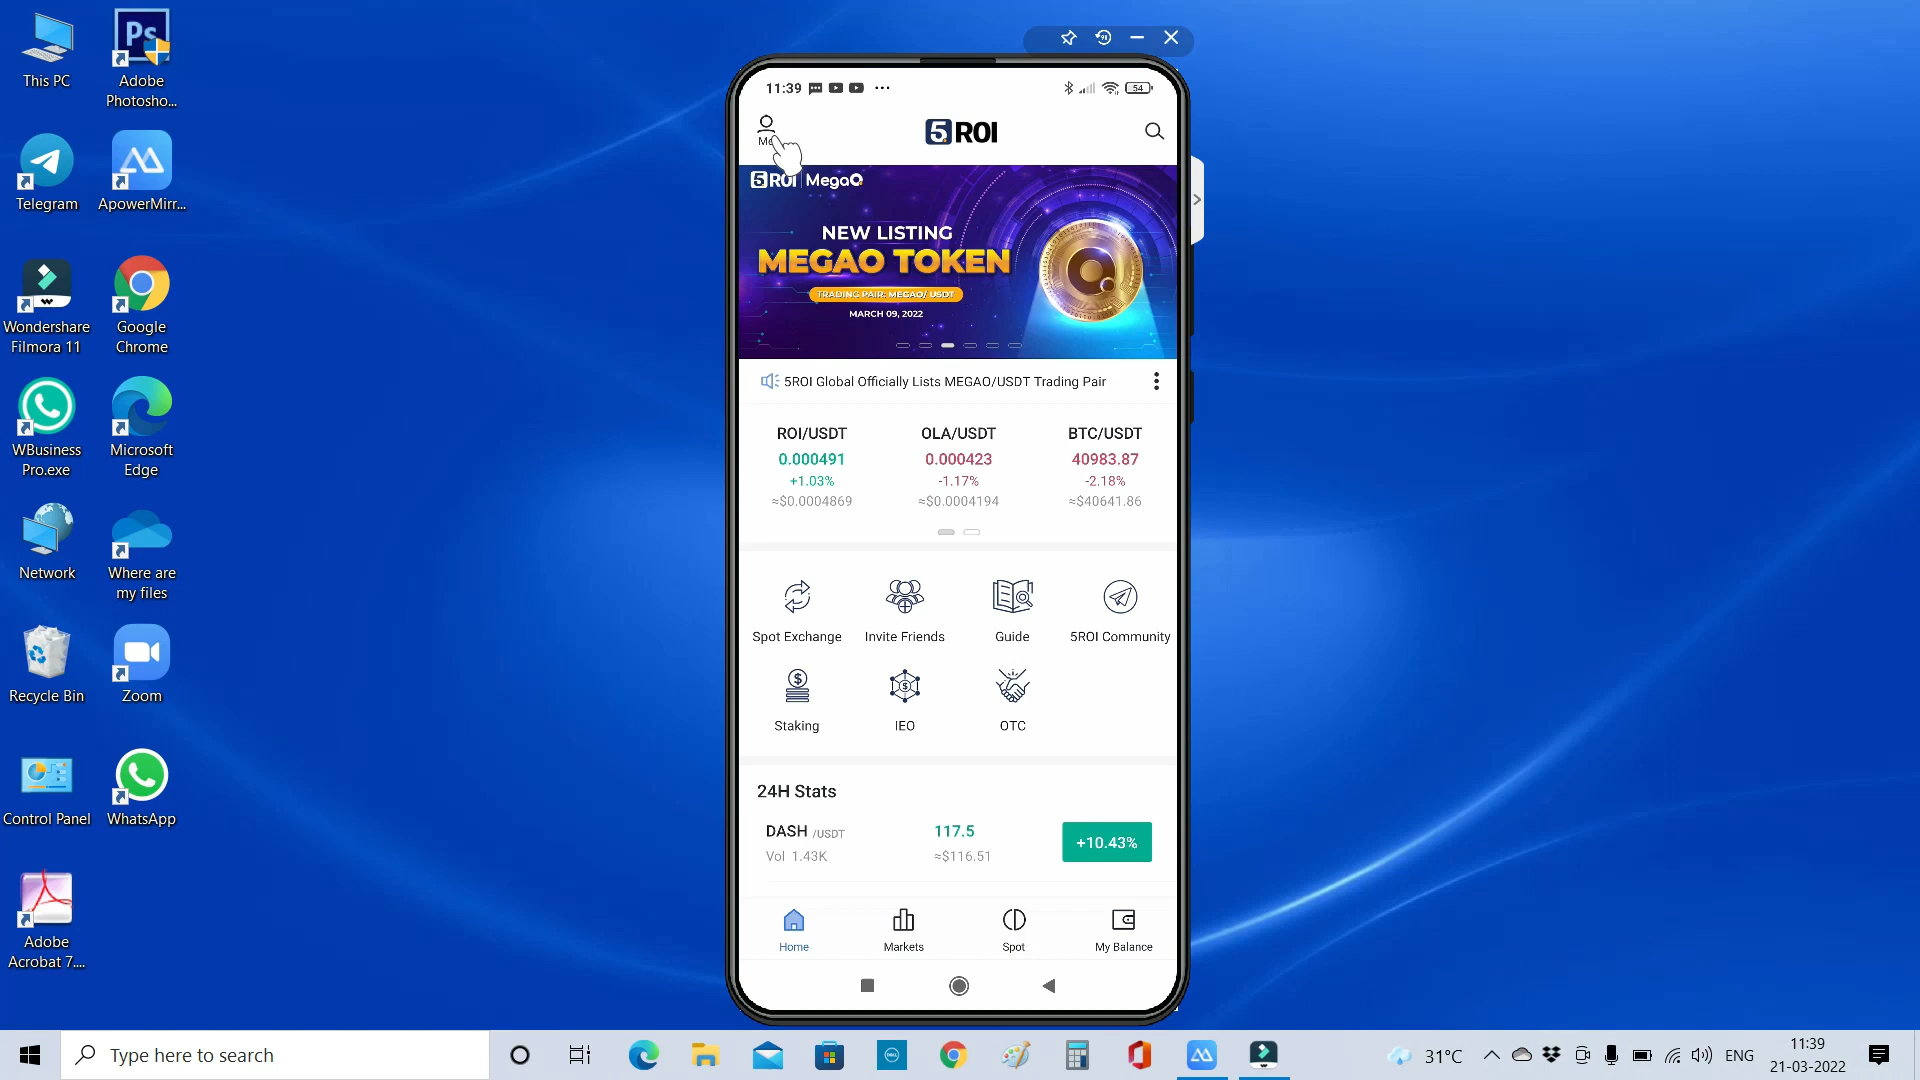 This PC
Ps
Adobe
Photosho...
Telegram
ApowerMirr...
Wondershare
Filmora 11
Google
Chrome
WBusiness
Pro.exe
Microsoft
Edge
Network
Where are
my files
Recycle Bin
Zoom
Control Panel
WhatsApp
Adobe
Acrobat 7....
11:39
54
5 ROI
5ROI MegaO
NEW LISTING
MEGAO TOKEN
TRADING PAIR: MEGAO/ USDT
MARCH 09, 2022
5ROI Global Officially Lists MEGAO/USDT Trading Pair
ROI/USDT
OLA/USDT
BTC/USDT
0.000491
0.000423
40983.87
+1.03%
-1.17%
-2.18%
≈$0.0004869
≈$0.0004194
≈$40641.86
Spot Exchange
Invite Friends
Guide
5ROI Community
Staking
IEO
OTC
24H Stats
DASH /USDT
117.5
+10.43%
Vol 1.43K
≈$116.51
Home
Markets
Spot
My Balance
Type here to search
DELL
31°C
ENG
11:39
21-03-2022